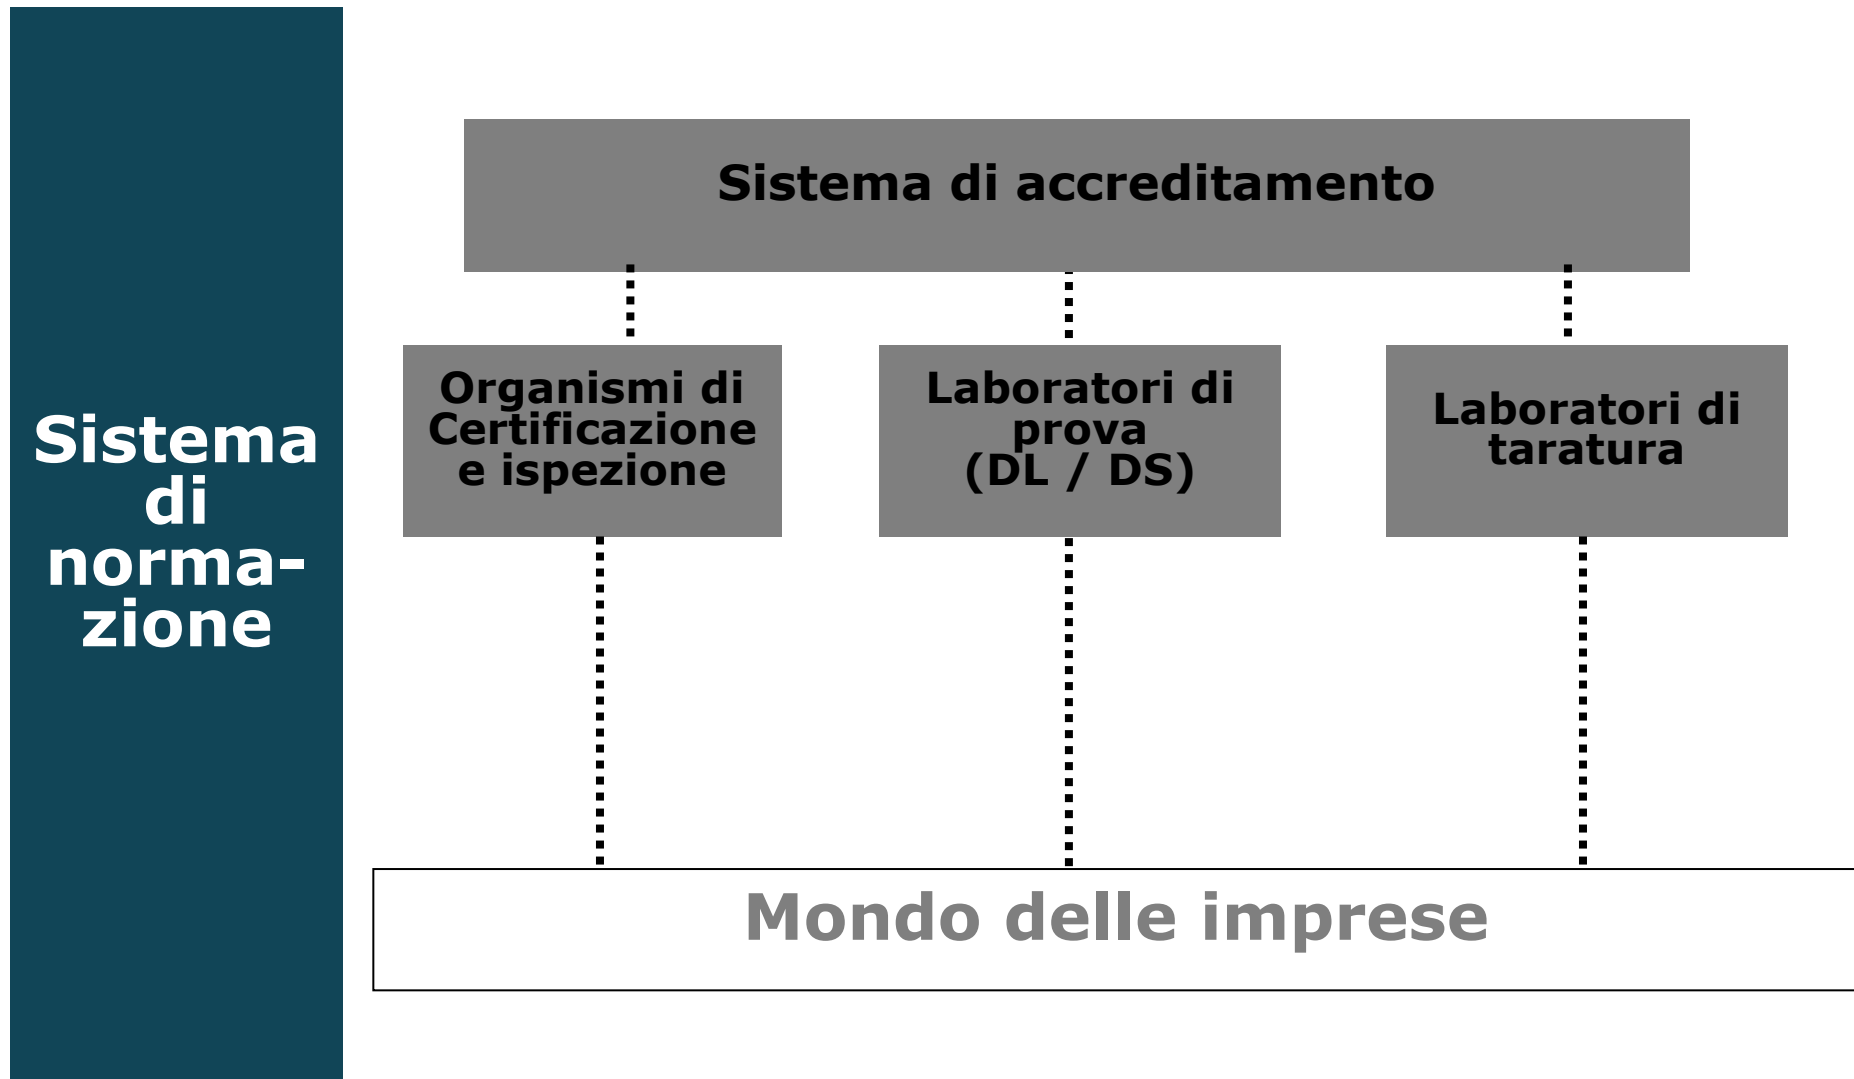 Sistema
di
norma-
zione
Sistema di accreditamento
Organismi di
Certificazione
e ispezione
Laboratori di
prova
(DL / DS)
Laboratori di
taratura
Mondo delle imprese